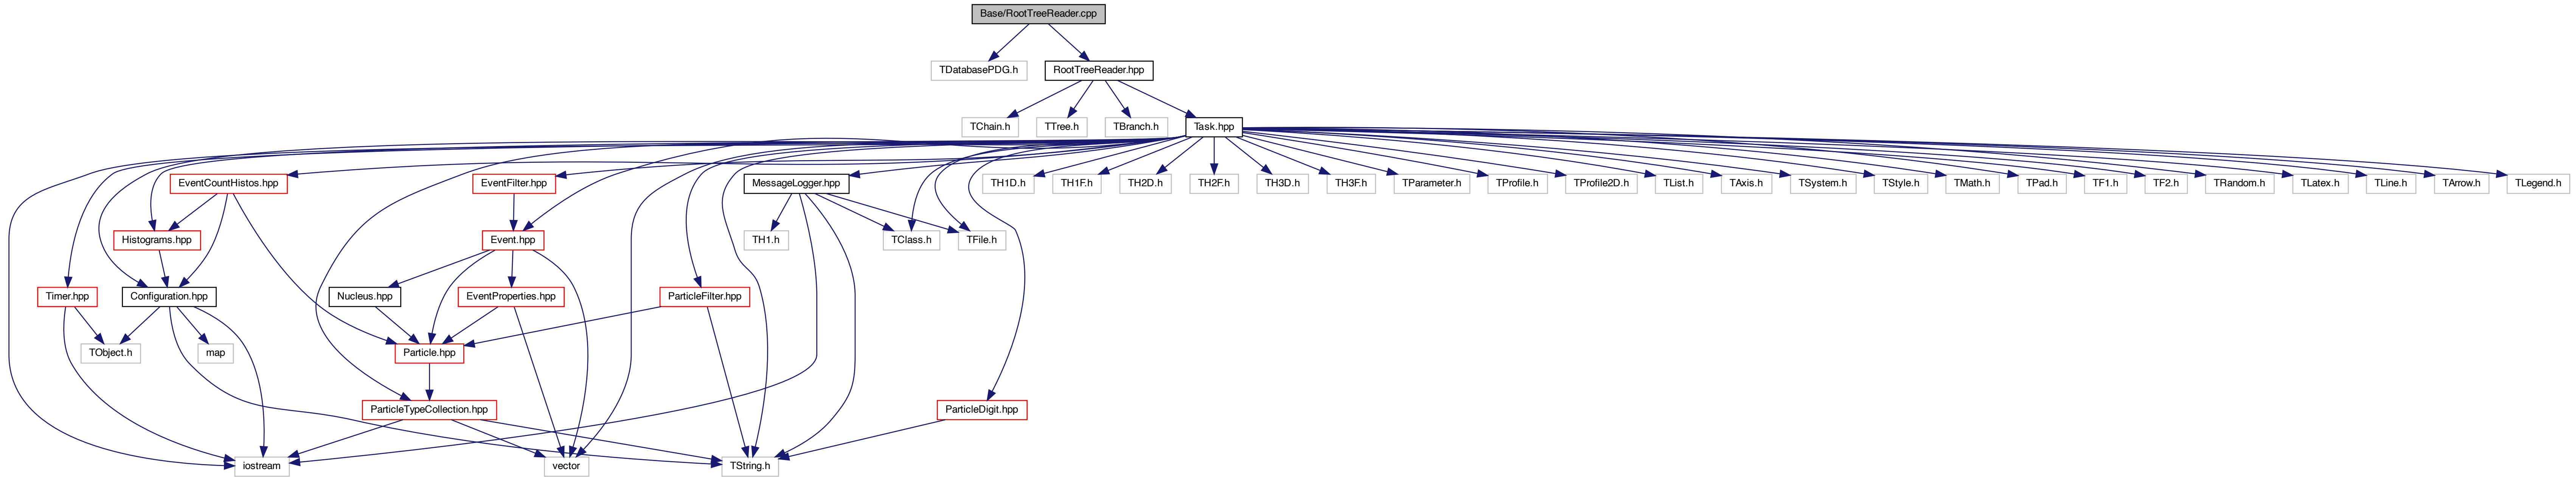 Base/RootTreeReader.cpp
TDatabasePDG.h
RootTreeReader.hpp
TChain.h
TTree.h
TBranch.h
Task.hpp
EventCountHistos.hpp
EventFilter.hpp
MessageLogger.hpp
TH1D.h
TH1F.h
TH2D.h
TH2F.h
TH3D.h
TH3F.h
TParameter.h
TProfile.h
TProfile2D.h
TList.h
TAxis.h
TSystem.h
TStyle.h
TMath.h
TPad.h
TF1.h
TF2.h
TRandom.h
TLatex.h
TLine.h
TArrow.h
TLegend.h
Histograms.hpp
Event.hpp
TH1.h
TClass.h
TFile.h
Timer.hpp
Configuration.hpp
Nucleus.hpp
EventProperties.hpp
ParticleFilter.hpp
TObject.h
map
Particle.hpp
ParticleTypeCollection.hpp
ParticleDigit.hpp
iostream
vector
TString.h